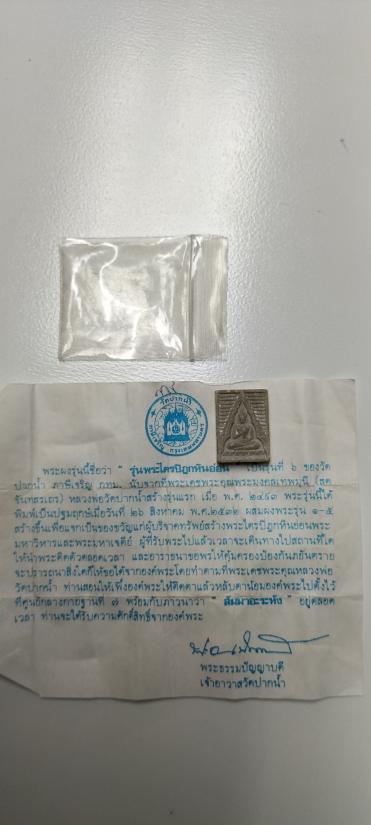 วัดปากน้ำ
ภาษีเจริญ กรุงเทพมหานคร
พระผงรุ่นนี้ชื่อว่า " รุ่นพระไตรปิฎกหินอ่อน " เป็นรุ่นที่ ๖ ของวัด
ปากน้ำ ภาษีเจริญ กทม. นับจากที่พระเดชพระคุณพระมงคลเทพมุนี (สด
จันทสรเถร) หลวงพ่อวัดปากน้ำสร้างรุ่นแรก เมื่อ พ.ศ. ๒๔๙๓ พระรุ่นนี้ได้
พิมพ์เป็นปฐมฤกษ์เมื่อวันที่ ๒๖ สิงหาคม พ.ศ.๒๕๓๒ ผสมผงพระรุ่น ๑-๕
สร้างขึ้นเพื่อแจกเป็นของขวัญแก่ผู้บริจาคทรัพย์สร้างพระไตรปิฎกหินอ่อนพระ
มหาวิหารและพระมหาเจดีย์ ผู้ที่รับพระไปแล้วเวลาจะเดินทางไปสถานที่ใด
ให้นำพระติดตัวตลอดเวลา และอาราธนาขอพรให้คุ้มครองป้องกันภัยอันตราย
จะปรารถนาสิ่งใดก็ให้ขอได้จากองค์พระโดยทำตามที่พระเดชพระคุณหลวงพ่อ
วัดปากน้ำ ท่านสอนให้เพ่งองค์พระให้ติดตาแล้วหลับตาน้อมองค์พระไปตั้งไว้
ที่ศูนย์กลางกายฐานที่ ๗ พร้อมกับภาวนาว่า " สัมมาอะระหัง " อยู่ตลอด
เวลา ท่านจะได้รับความศักดิ์สิทธิ์จากองค์พระ
พระธรรมปัญญาบดี
เจ้าอาวาสวัดปากน้ำ